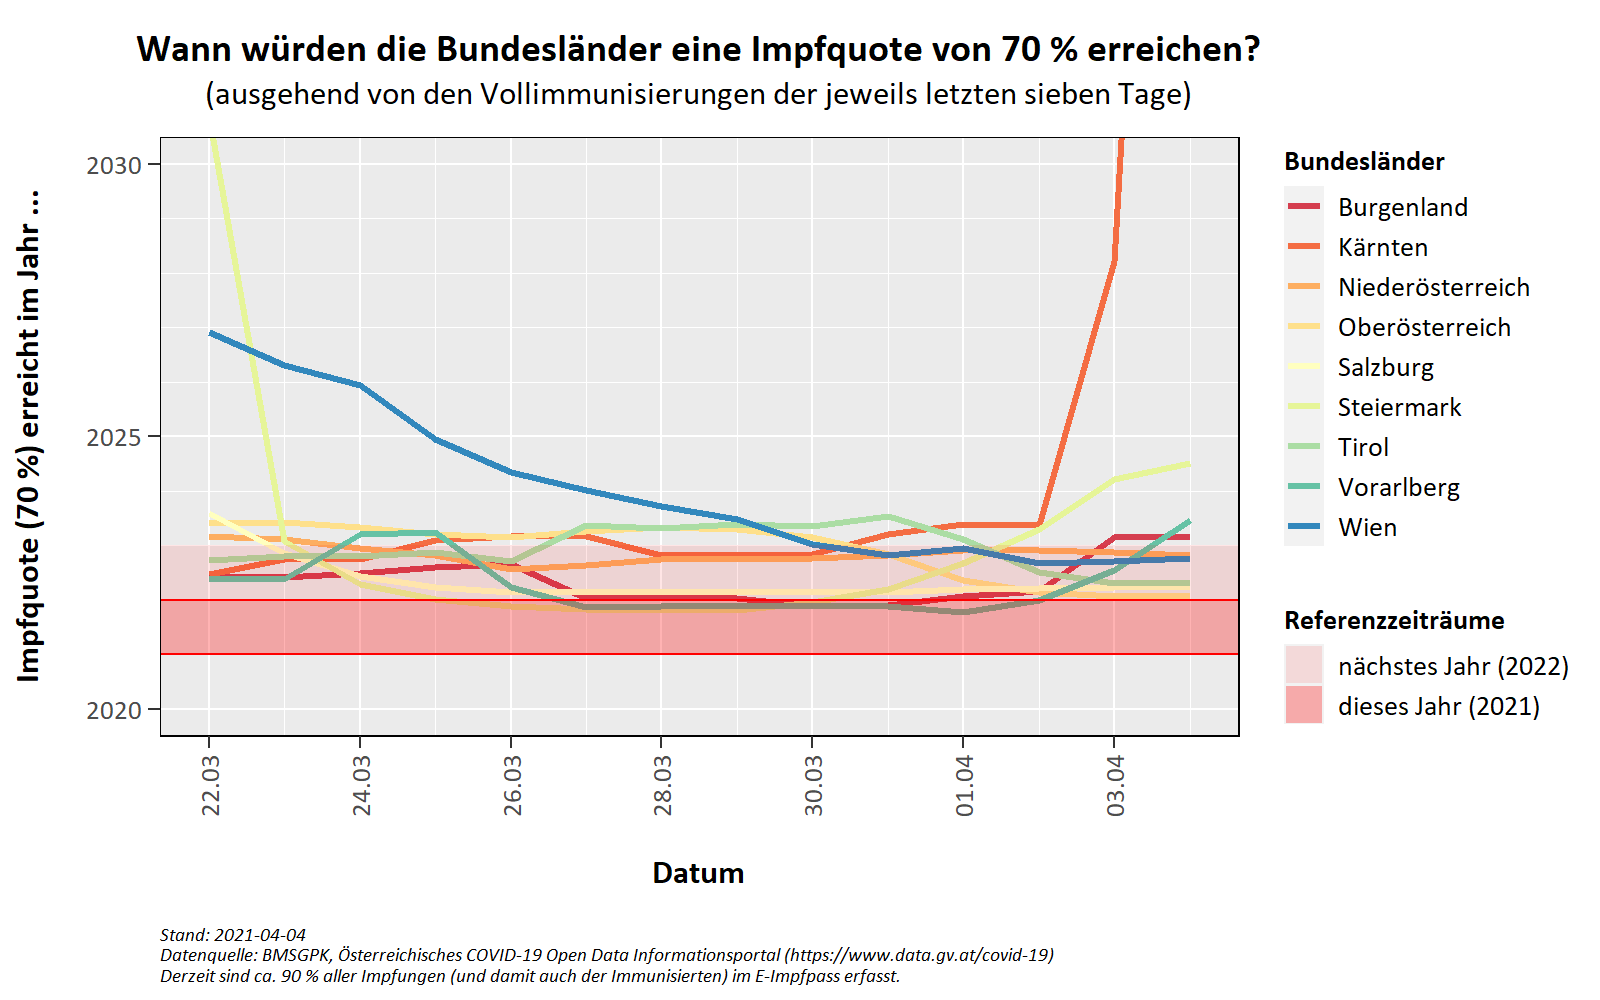 Wann würden die Bundesländer eine Impfquote von 70 % erreichen?
(ausgehend von den Vollimmunisierungen der jeweils letzten sieben Tage)
Impfquote (70 %) erreicht im Jahr ...
2030
2025
2020
22.03
24.03
26.03
28.03
30.03
01.04
03.04
Datum
Bundesländer
Burgenland
Kärnten
Niederösterreich
Oberösterreich
Salzburg
Steiermark
Tirol
Vorarlberg
Wien
Referenzzeiträume
nächstes Jahr (2022)
dieses Jahr (2021)
Stand: 2021-04-04
Datenquelle: BMSGPK, Österreichisches COVID-19 Open Data Informationsportal (https://www.data.gv.at/covid-19)
Derzeit sind ca. 90 % aller Impfungen (und damit auch der Immunisierten) im E-Impfpass erfasst.